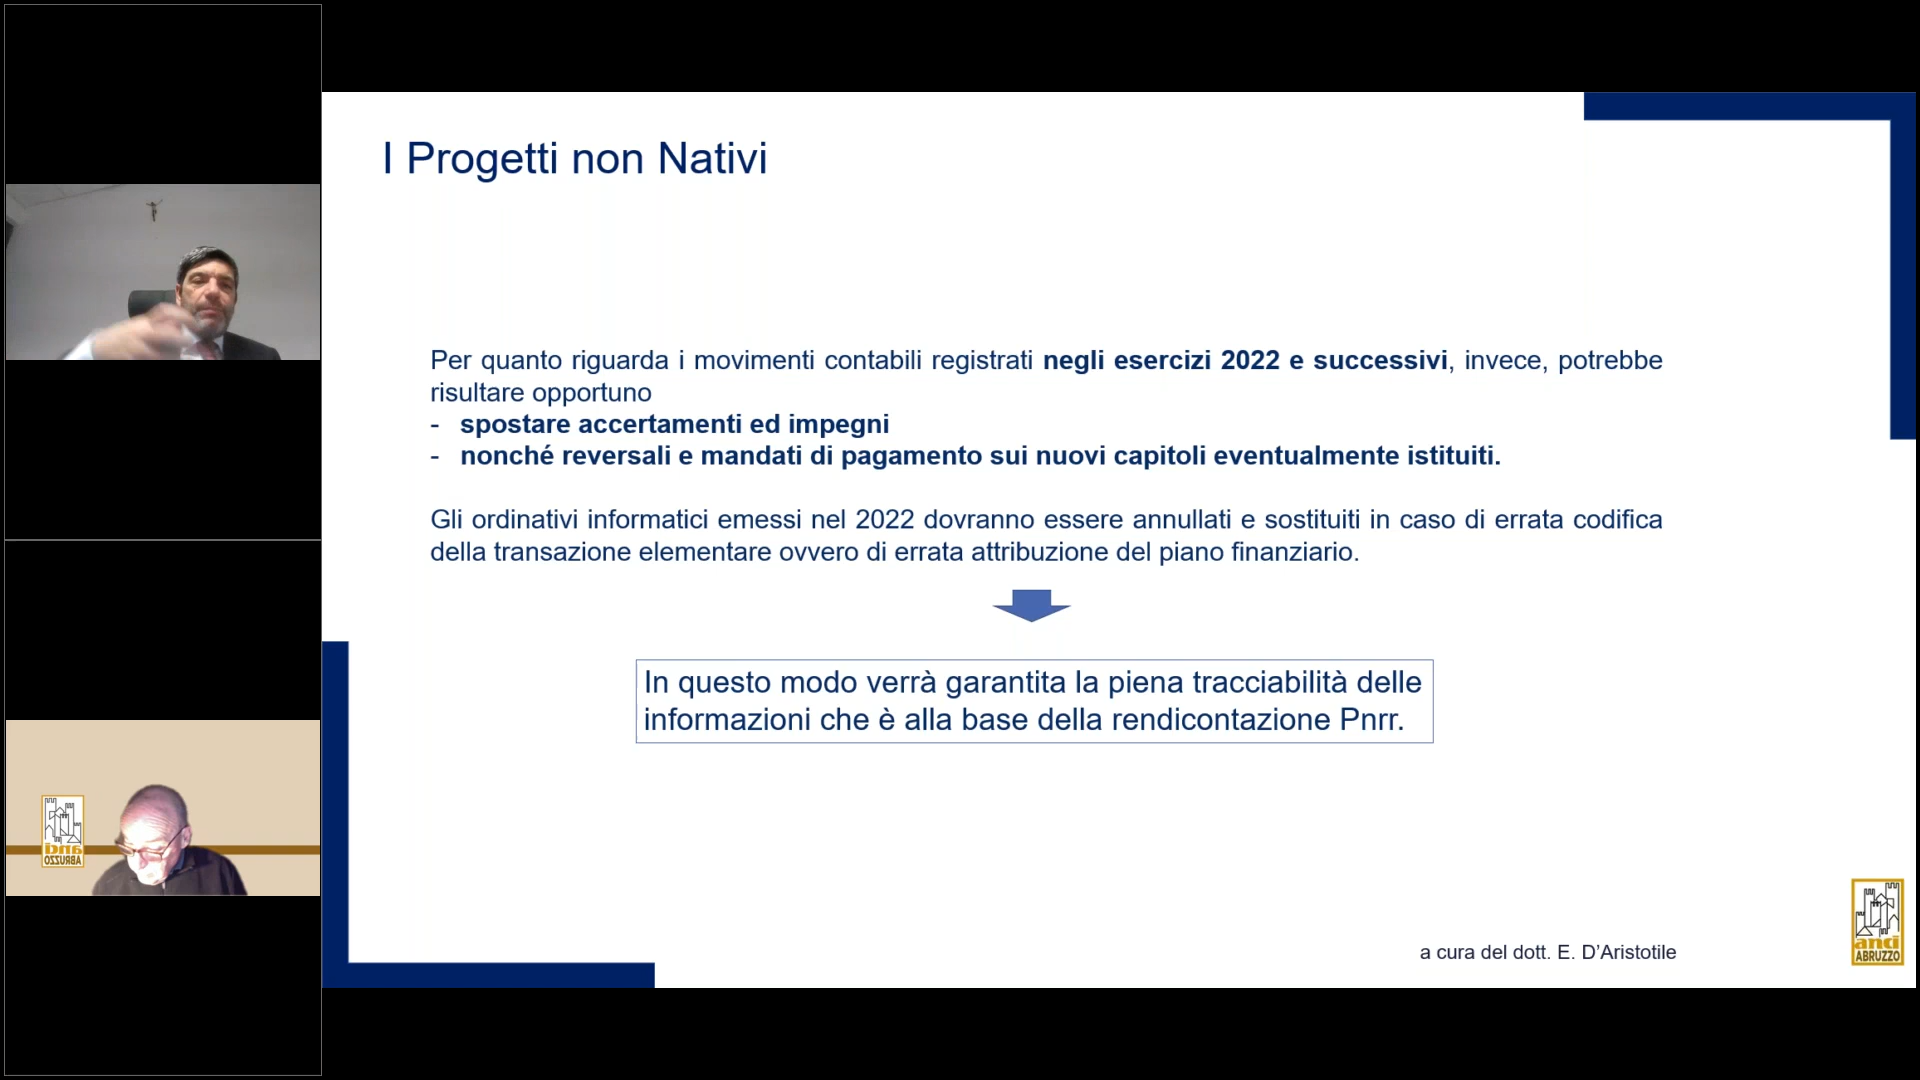 I Progetti non Nativi
Per quanto riguarda i movimenti contabili registrati negli esercizi 2022 e successivi, invece, potrebbe
risultare opportuno
- spostare accertamenti ed impegni
- nonché reversali e mandati di pagamento sui nuovi capitoli eventualmente istituiti.
Gli ordinativi informatici emessi nel 2022 dovranno essere annullati e sostituiti in caso di errata codifica
della transazione elementare ovvero di errata attribuzione del piano finanziario.
In questo modo verrà garantita la piena tracciabilità delle
informazioni che è alla base della rendicontazione Pnrr.
a cura del dott. E. D’Aristotile
anci
ABRUZZO
anci
ABRUZZO